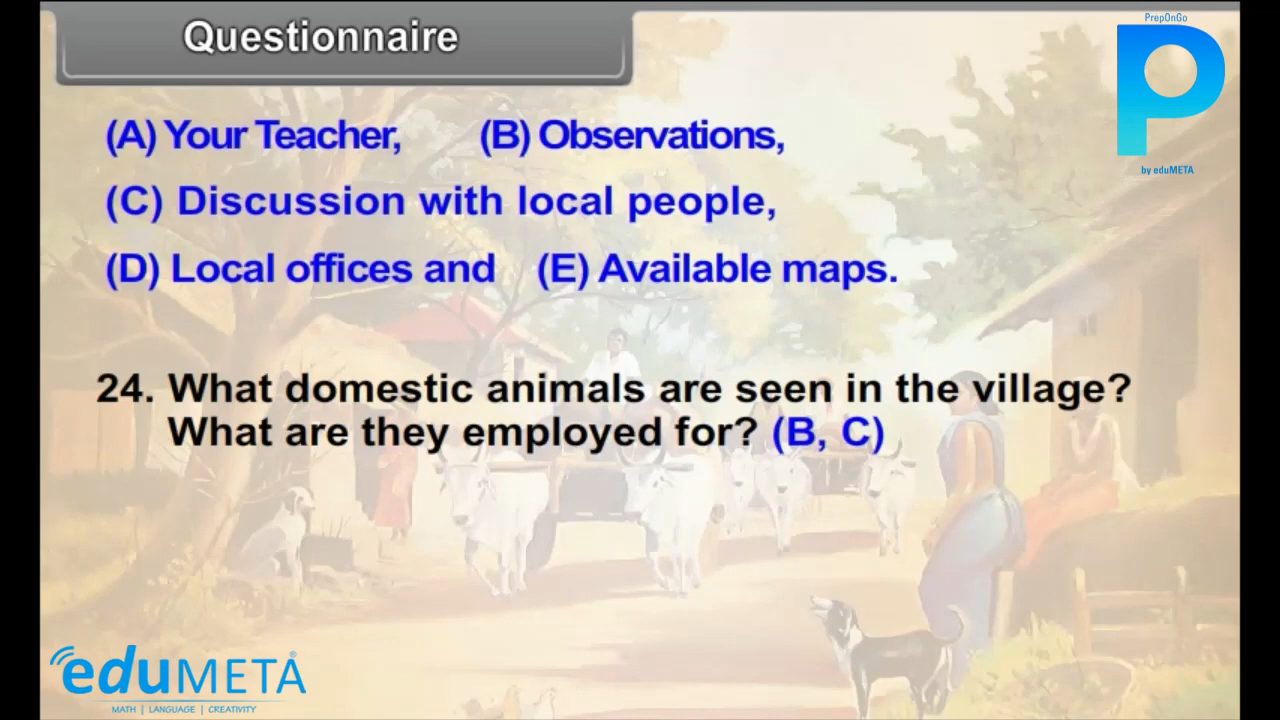 Questionnaire
PrepOnGo
P
by eduMETA
(A) Your Teacher, (B) Observations,
(C) Discussion with local people,
(D) Local offices and (E) Available maps.
24. What domestic animals are seen in the village?
What are they employed for? (B, C)
eduMETA®
MATH | LANGUAGE | CREATIVITY